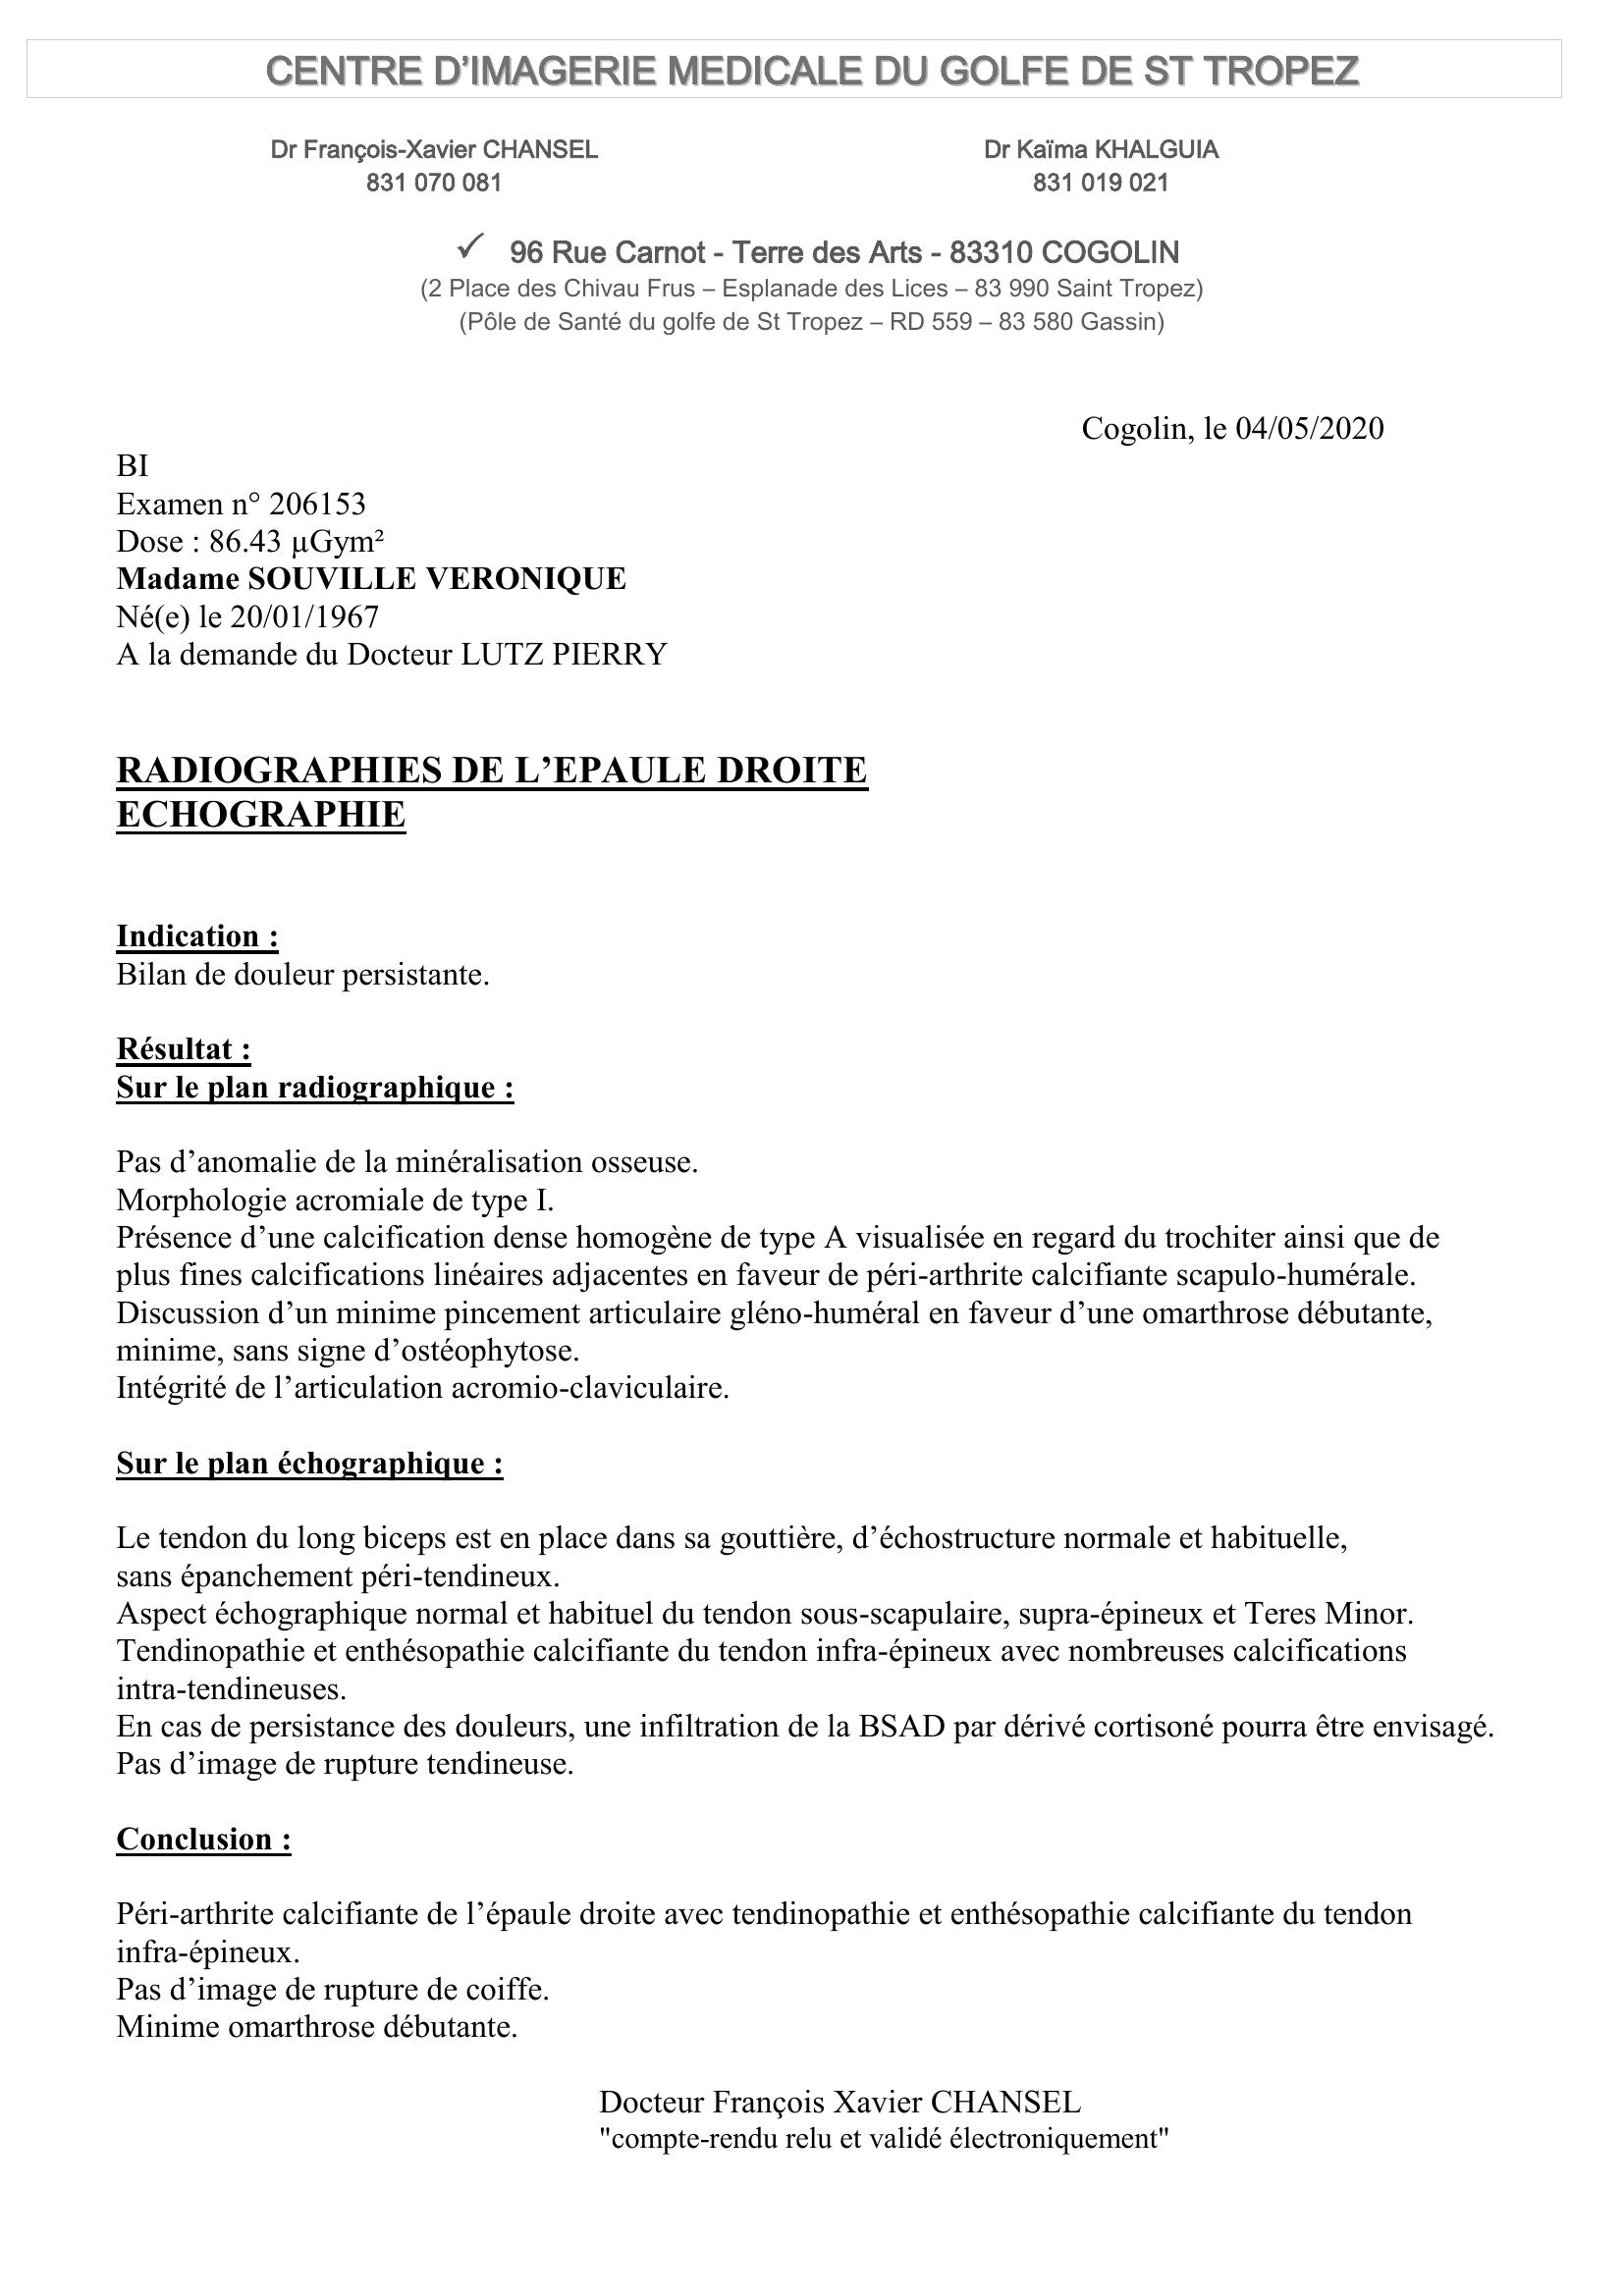 CENTRE D’IMAGERIE MEDICALE DU GOLFE DE ST TROPEZ
Dr François-Xavier CHANSEL
831 070 081
Dr Kaïma KHALGUIA
831 019 021
✓ 96 Rue Carnot - Terre des Arts - 83310 COGOLIN
(2 Place des Chivau Frus – Esplanade des Lices – 83 990 Saint Tropez)
(Pôle de Santé du golfe de St Tropez – RD 559 – 83 580 Gassin)
Cogolin, le 04/05/2020
BI
Examen n° 206153
Dose : 86.43 µGym²
Madame SOUVILLE VERONIQUE
Né(e) le 20/01/1967
A la demande du Docteur LUTZ PIERRY
RADIOGRAPHIES DE L’EPAULE DROITE
ECHOGRAPHIE
Indication :
Bilan de douleur persistante.
Résultat :
Sur le plan radiographique :
Pas d’anomalie de la minéralisation osseuse.
Morphologie acromiale de type I.
Présence d’une calcification dense homogène de type A visualisée en regard du trochiter ainsi que de
plus fines calcifications linéaires adjacentes en faveur de péri-arthrite calcifiante scapulo-humérale.
Discussion d’un minime pincement articulaire gléno-huméral en faveur d’une omarthrose débutante,
minime, sans signe d’ostéophytose.
Intégrité de l’articulation acromio-claviculaire.
Sur le plan échographique :
Le tendon du long biceps est en place dans sa gouttière, d’échostructure normale et habituelle,
sans épanchement péri-tendineux.
Aspect échographique normal et habituel du tendon sous-scapulaire, supra-épineux et Teres Minor.
Tendinopathie et enthésopathie calcifiante du tendon infra-épineux avec nombreuses calcifications
intra-tendineuses.
En cas de persistance des douleurs, une infiltration de la BSAD par dérivé cortisoné pourra être envisagé.
Pas d’image de rupture tendineuse.
Conclusion :
Péri-arthrite calcifiante de l’épaule droite avec tendinopathie et enthésopathie calcifiante du tendon
infra-épineux.
Pas d’image de rupture de coiffe.
Minime omarthrose débutante.
Docteur François Xavier CHANSEL
"compte-rendu relu et validé électroniquement"